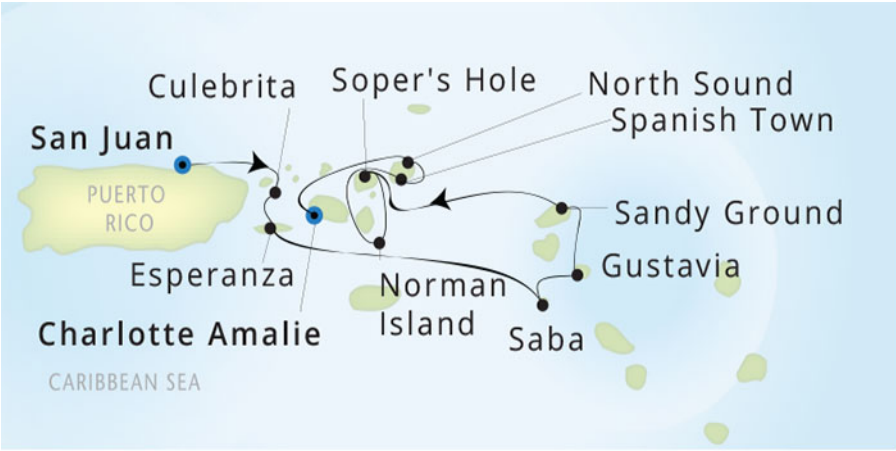 Culebrita
Soper's Hole
North Sound
Spanish Town
San Juan
PUERTO
RICO
Sandy Ground
Esperanza
Gustavia
Norman
Island
Charlotte Amalie
Saba
CARIBBEAN SEA